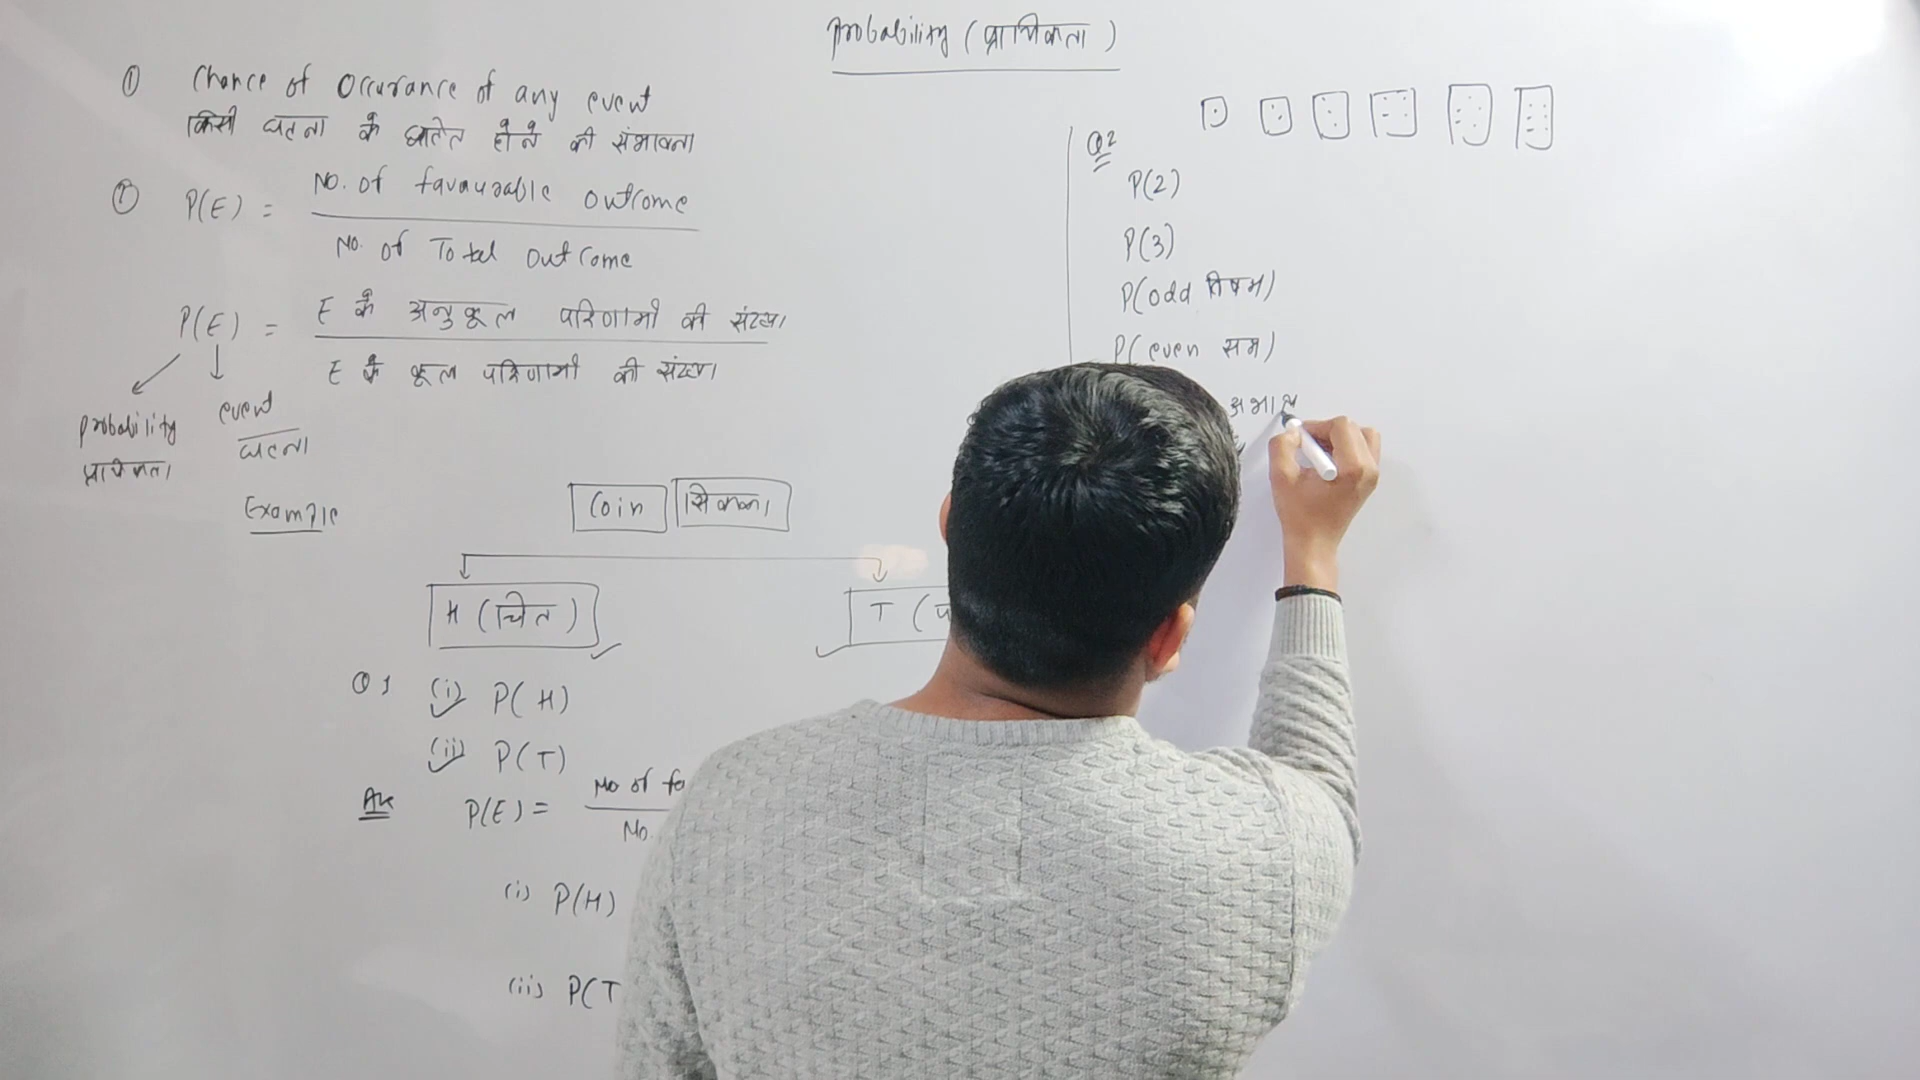 Probability (प्रायिकता)
① Chance of Occurance of any event
किसी घटना के घटित होने की संभावना
② P(E) = No. of favourable outcome
No. of Total outcome
P(E) = E के अनुकूल परिणामों की संख्या
E के कुल परिणामों की संख्या
probability event
प्रायिकता घटना
Example
Coin सिक्का
H (चित) T (प
Q1 (i) P(H)
(ii) P(T)
Ans P(E) = No of fa
No.
(i) P(H)
(ii) P(T
Q2
P(2)
P(3)
P(odd विषम)
P(even सम)
अभाज्य